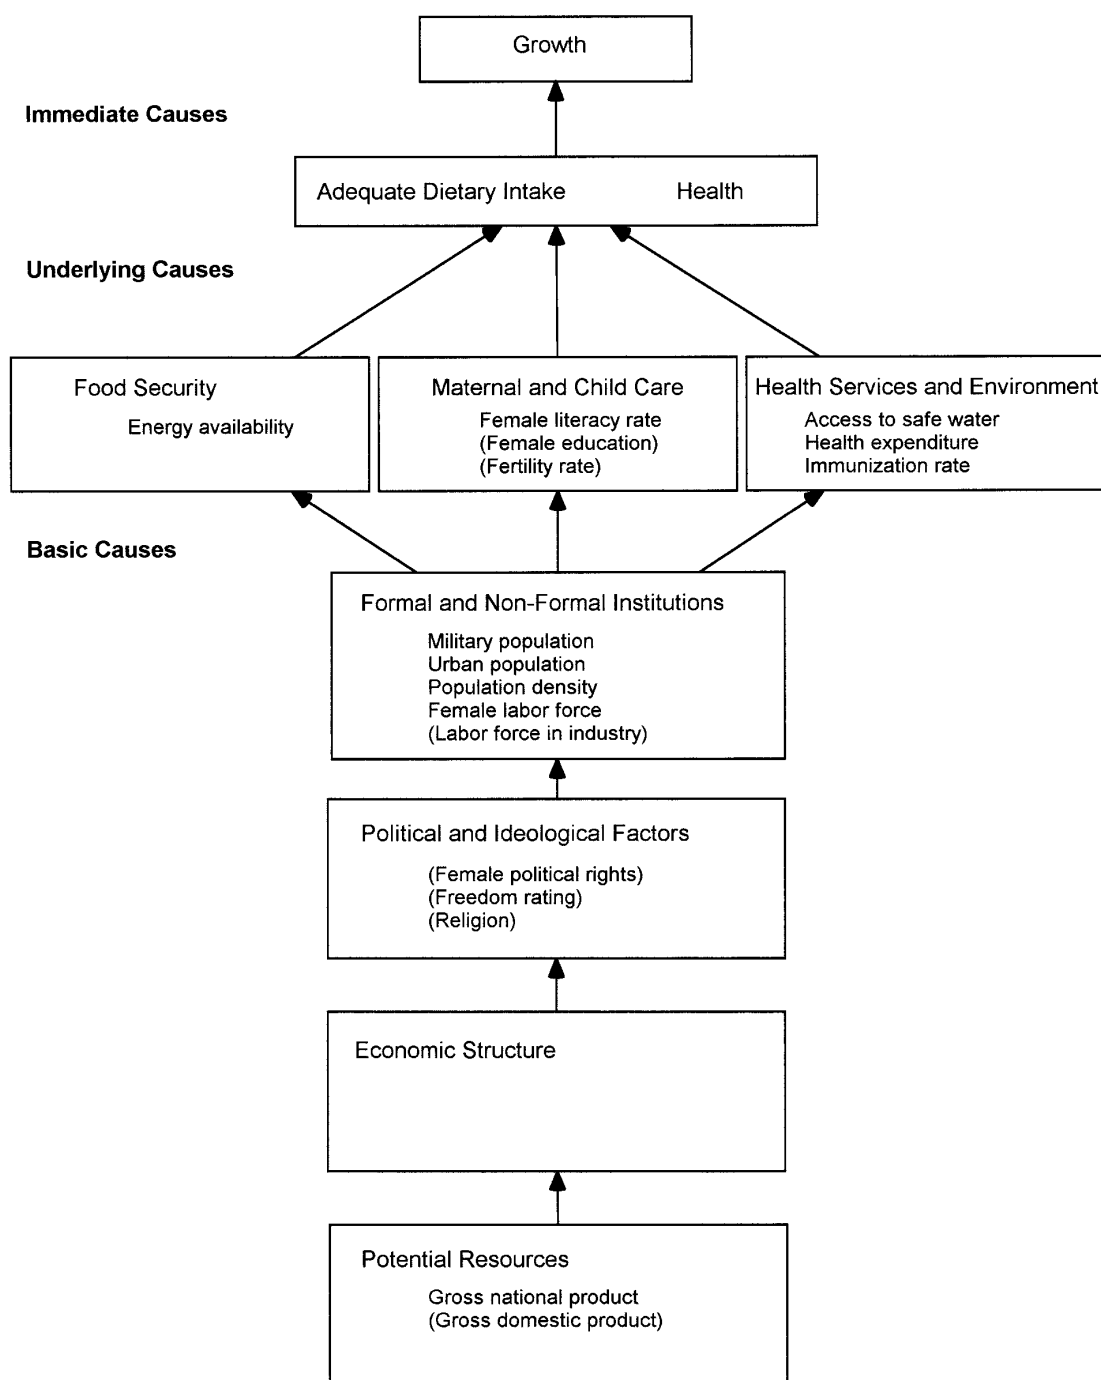 Growth
Immediate Causes
Adequate Dietary Intake Health
Underlying Causes
Food Security
Energy availability
Maternal and Child Care
Female literacy rate
(Female education)
(Fertility rate)
Health Services and Environment
Access to safe water
Health expenditure
Immunization rate
Basic Causes
Formal and Non-Formal Institutions
Military population
Urban population
Population density
Female labor force
(Labor force in industry)
Political and Ideological Factors
(Female political rights)
(Freedom rating)
(Religion)
Economic Structure
Potential Resources
Gross national product
(Gross domestic product)